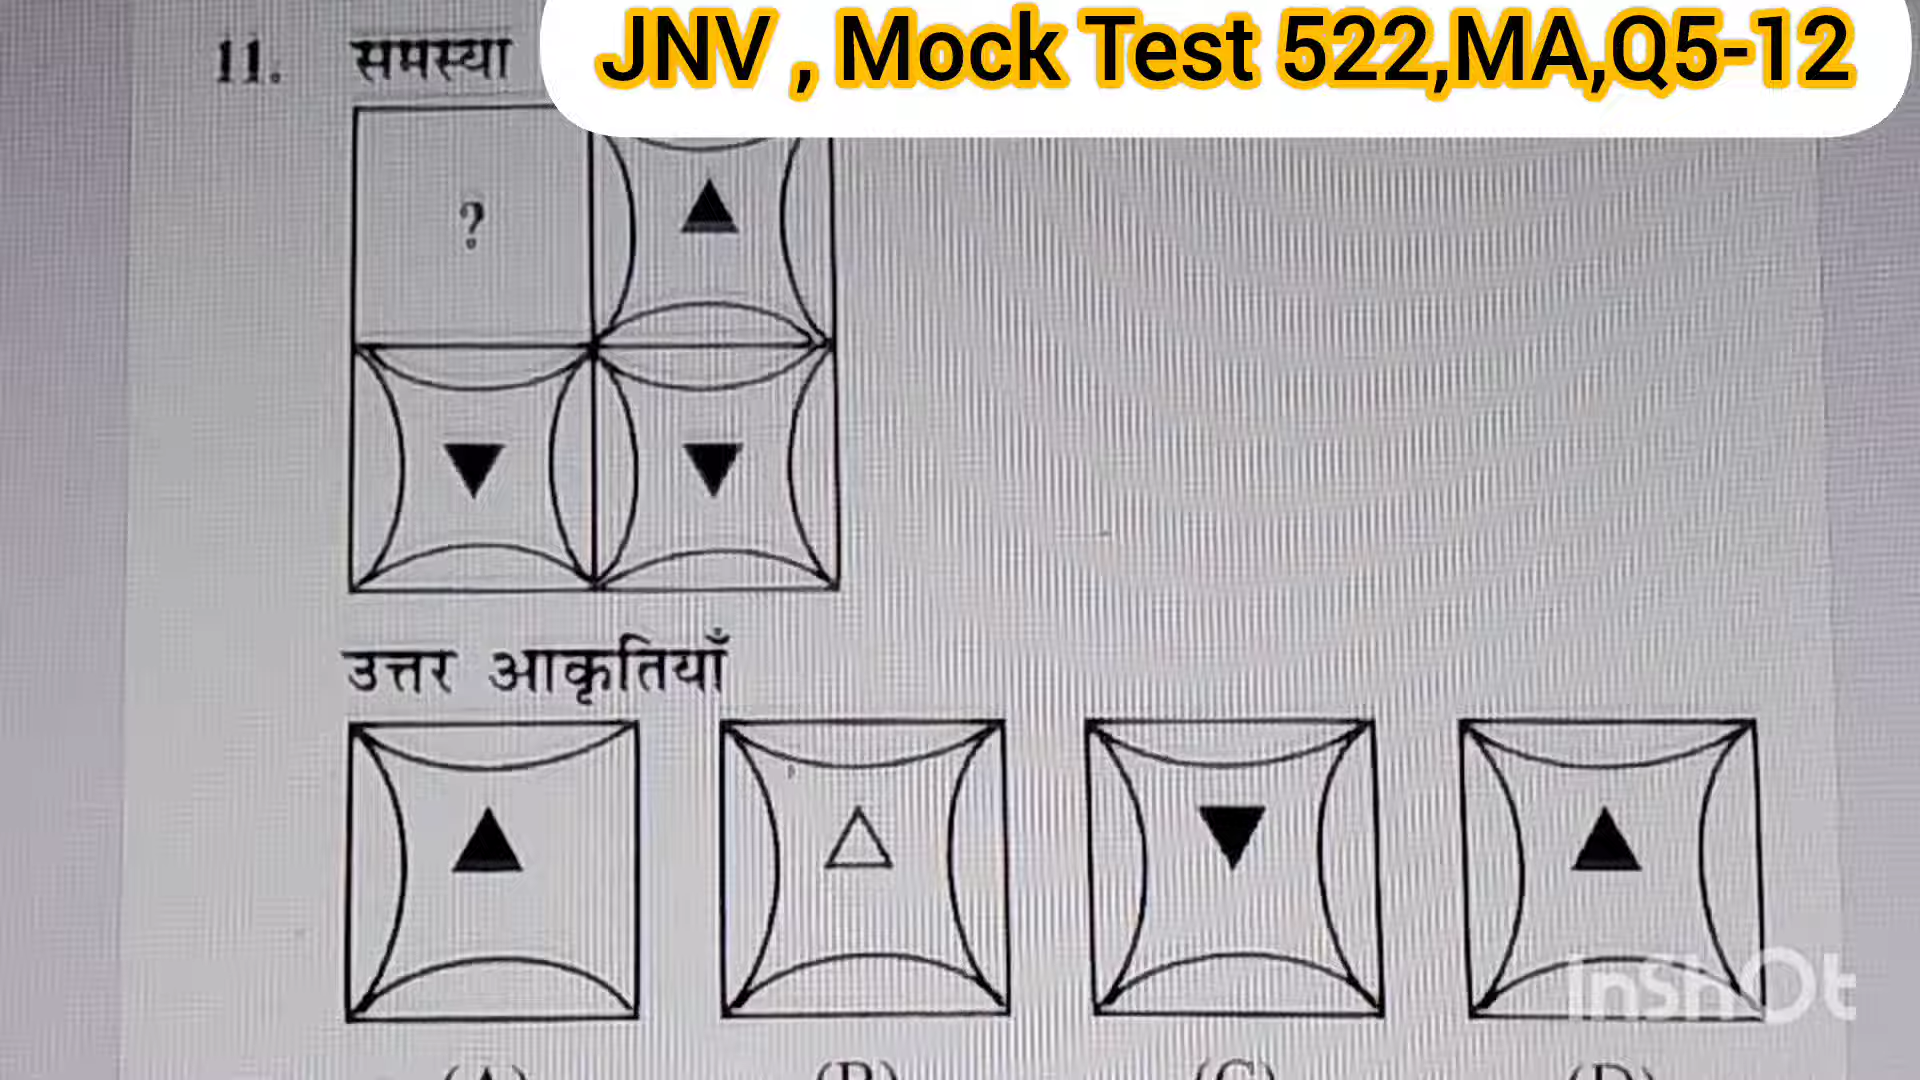 JNV , Mock Test 522,MA,Q5-12
11. समस्या
?
उत्तर आकृतियाँ
(A) (B) (C) (D)
InShOt